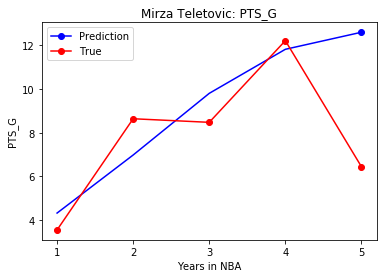 Mirza Teletovic: PTS_G
Prediction
True
12
10
8
6
4
PTS_G
1 2 3 4 5
Years in NBA